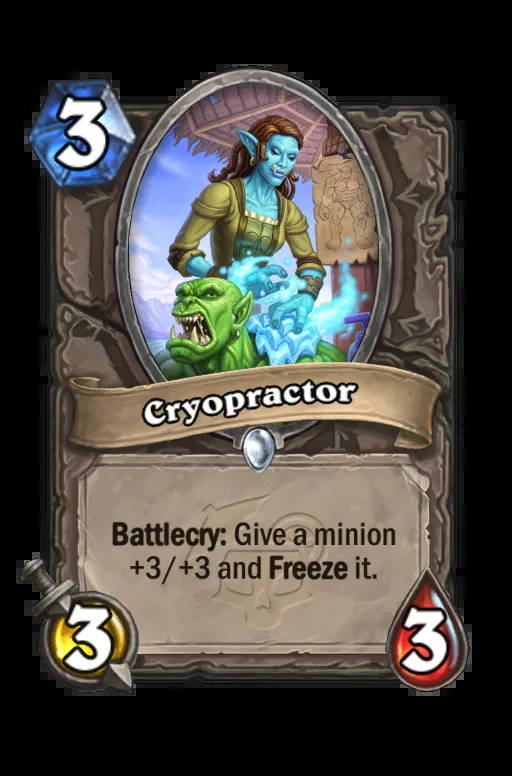 3
Cryopractor
Battlecry: Give a minion
+3/+3 and Freeze it.
3
3